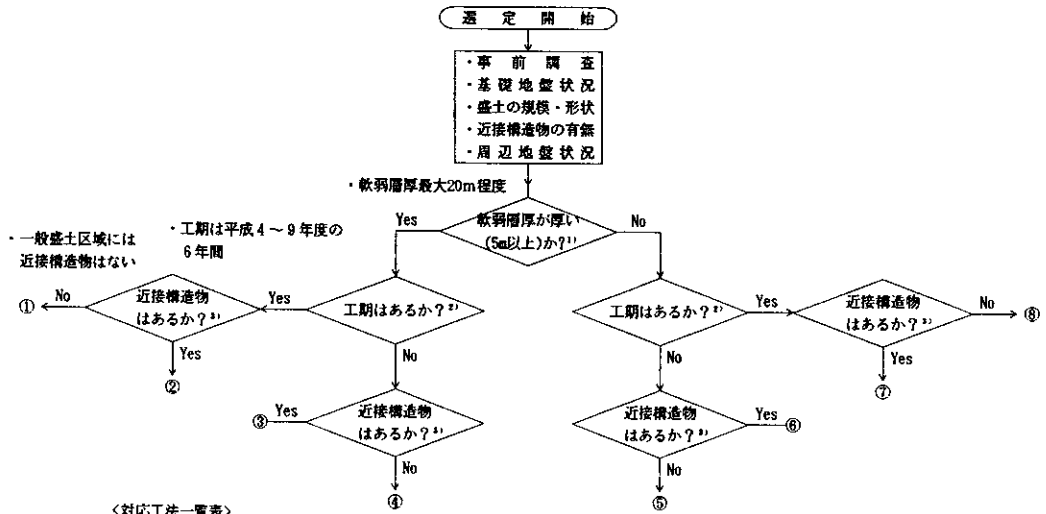 選定開始
・事前調査
・基礎地盤状況
・盛土の規模・形状
・近接構造物の有無
・周辺地盤状況
・軟弱層厚最大20m程度
軟弱層厚が厚い
(5m以上)か?¹⁾
Yes
No
・工期は平成4～9年度の
6年間
・一般盛土区域には
近接構造物はない
工期はあるか?²⁾
Yes
No
近接構造物
はあるか?³⁾
No
①
Yes
②
近接構造物
はあるか?³⁾
Yes
③
No
④
工期はあるか?²⁾
Yes
No
近接構造物
はあるか?³⁾
No
⑧
Yes
⑦
近接構造物
はあるか?³⁾
Yes
⑥
No
⑤
<対応工法一覧表>